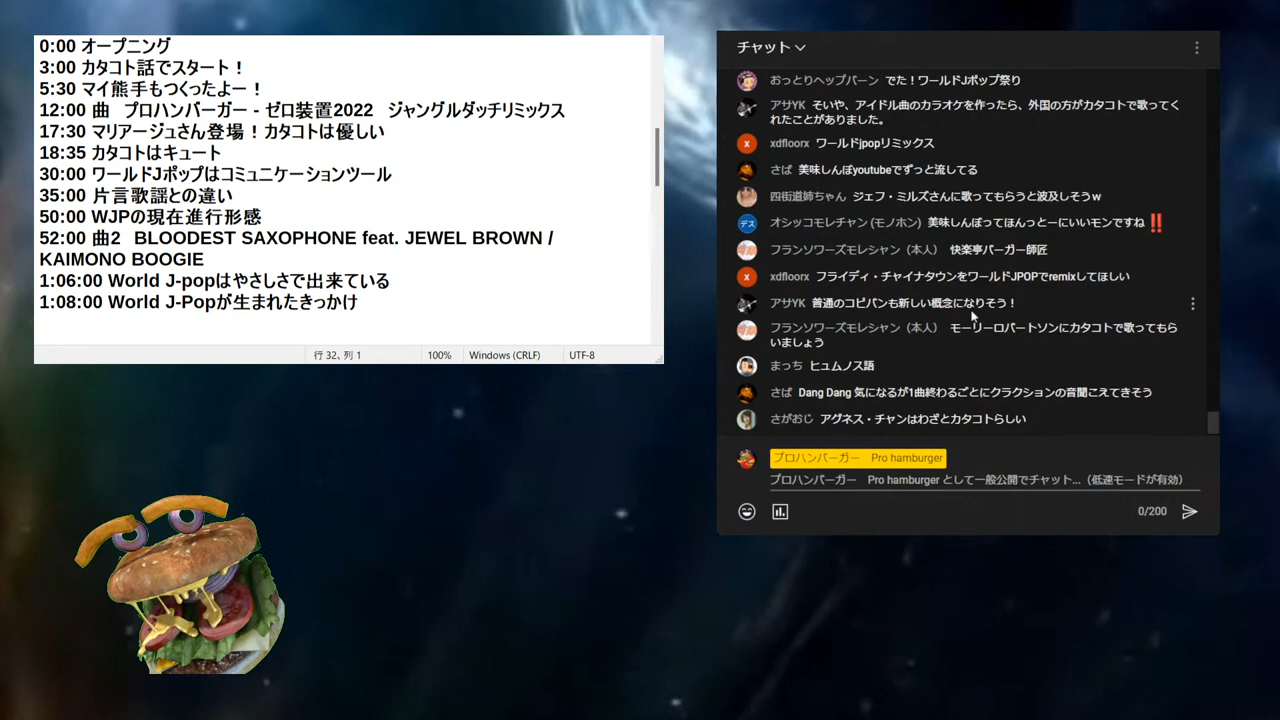 0:00 オープニング
3:00 カタコト話でスタート！
5:30 マイ熊手もつくったよー！
12:00 曲　プロハンバーガー - ゼロ装置2022　ジャングルダッチリミックス
17:30 マリアージュさん登場！カタコトは優しい
18:35 カタコトはキュート
30:00 ワールドJポップはコミュニケーションツール
35:00 片言歌謡との違い
50:00 WJPの現在進行形感
52:00 曲2　BLOODEST SAXOPHONE feat. JEWEL BROWN /
KAIMONO BOOGIE
1:06:00 World J-popはやさしさで出来ている
1:08:00 World J-Popが生まれたきっかけ
行 32、列 1
100%
Windows (CRLF)
UTF-8
チャット
おっとりヘップバーン でた！ワールドJポップ祭り
アサYK そいや、アイドル曲のカラオケを作ったら、外国の方がカタコトで歌ってく
れたことがありました。
x xdfloorx ワールドjpopリミックス
さば 美味しんぼyoutubeでずっと流してる
四街道姉ちゃん ジェフ・ミルズさんに歌ってもらうと波及しそうw
デス オシッコモレチャン (モノホン) 美味しんぼってほんっとーにいいモンですね‼
フランソワーズモレシャン（本人） 快楽亭バーガー師匠
x xdfloorx フライディ・チャイナタウンをワールドJPOPでremixしてほしい
アサYK 普通のコピバンも新しい概念になりそう！
フランソワーズモレシャン（本人） モーリーロバートソンにカタコトで歌ってもら
いましょう
まっち ヒュムノス語
さば Dang Dang 気になるが1曲終わるごとにクラクションの音聞こえてきそう
さがおじ アグネス・チャンはわざとカタコトらしい
プロハンバーガー　Pro hamburger
プロハンバーガー　Pro hamburger として一般公開でチャット...（低速モードが有効）
0/200